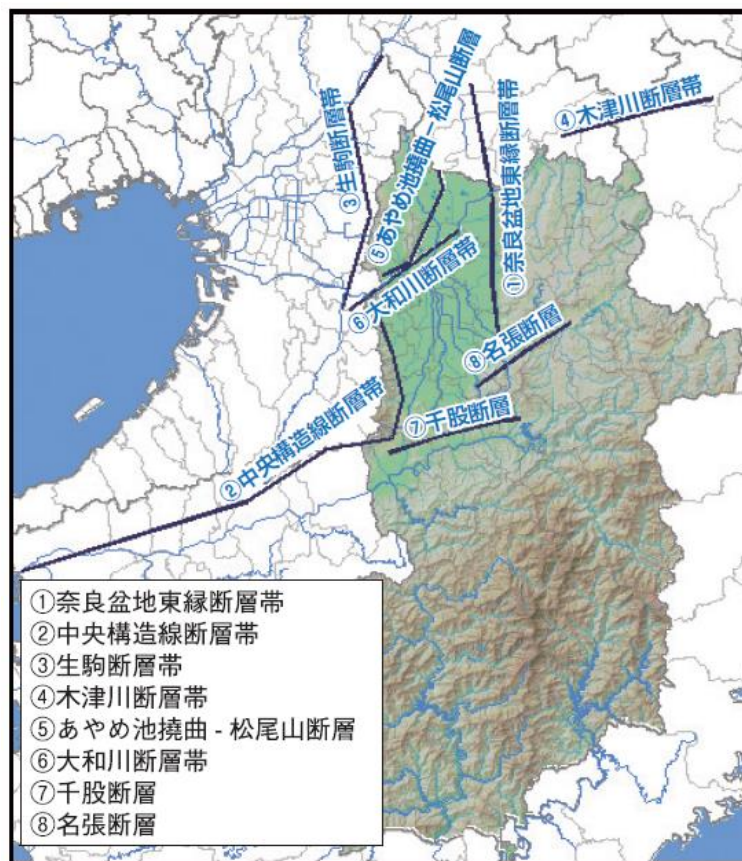 ③生駒断層帯
⑤あやめ池撓曲－松尾山断層
①奈良盆地東縁断層帯
④木津川断層帯
⑥大和川断層帯
⑧名張断層
⑦千股断層
②中央構造線断層帯
①奈良盆地東縁断層帯
②中央構造線断層帯
③生駒断層帯
④木津川断層帯
⑤あやめ池撓曲 - 松尾山断層
⑥大和川断層帯
⑦千股断層
⑧名張断層